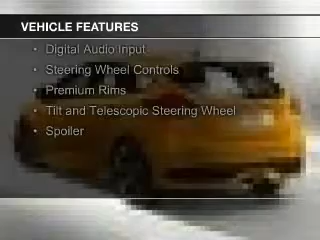 VEHICLE FEATURES
• Digital Audio Input
• Steering Wheel Controls
• Premium Rims
• Tilt and Telescopic Steering Wheel
• Spoiler